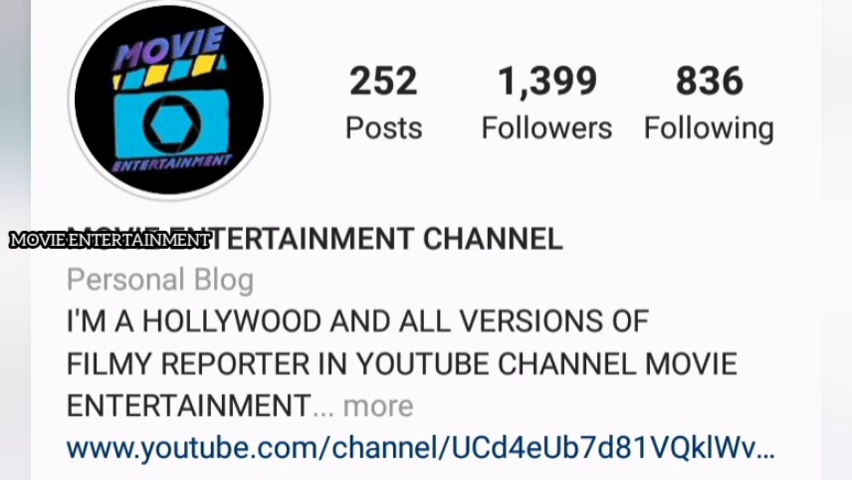 MOVIE
ENTERTAINMENT
252 1,399 836
Posts Followers Following
MOVIE ENTERTAINMENT CHANNEL
MOVIE ENTERTAINMENT
Personal Blog
I'M A HOLLYWOOD AND ALL VERSIONS OF
FILMY REPORTER IN YOUTUBE CHANNEL MOVIE
ENTERTAINMENT... more
www.youtube.com/channel/UCd4eUb7d81VQklWv...